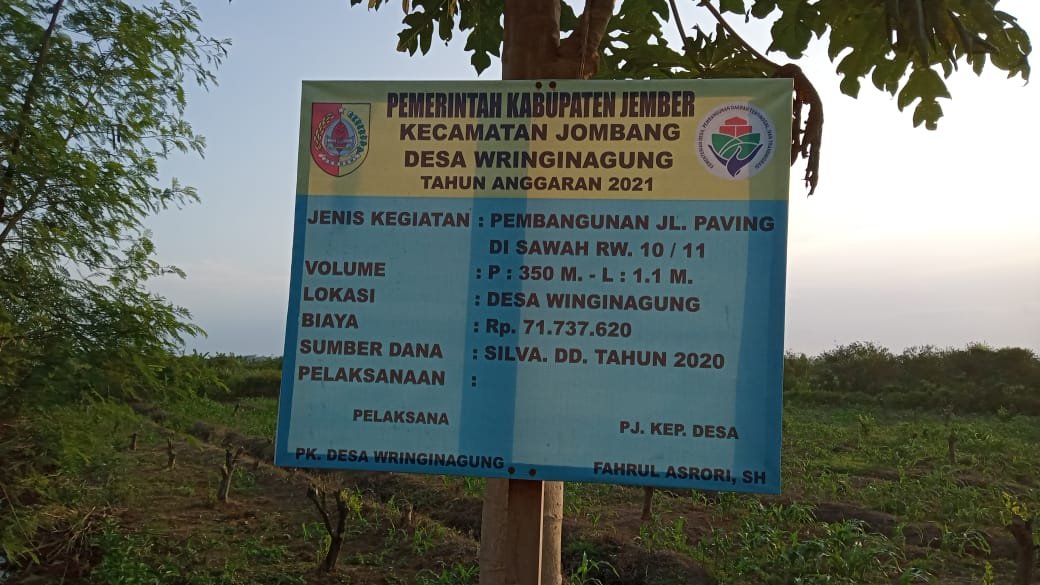 PEMERINTAH KABUPATEN JEMBER
KECAMATAN JOMBANG
DESA WRINGINAGUNG
TAHUN ANGGARAN 2021
JENIS KEGIATAN : PEMBANGUNAN JL. PAVING
DI SAWAH RW. 10 / 11
VOLUME : P : 350 M. - L : 1.1 M.
LOKASI : DESA WINGINAGUNG
BIAYA : Rp. 71.737.620
SUMBER DANA : SILVA. DD. TAHUN 2020
PELAKSANAAN :
PELAKSANA
PJ. KEP. DESA
PK. DESA WRINGINAGUNG
FAHRUL ASRORI, SH